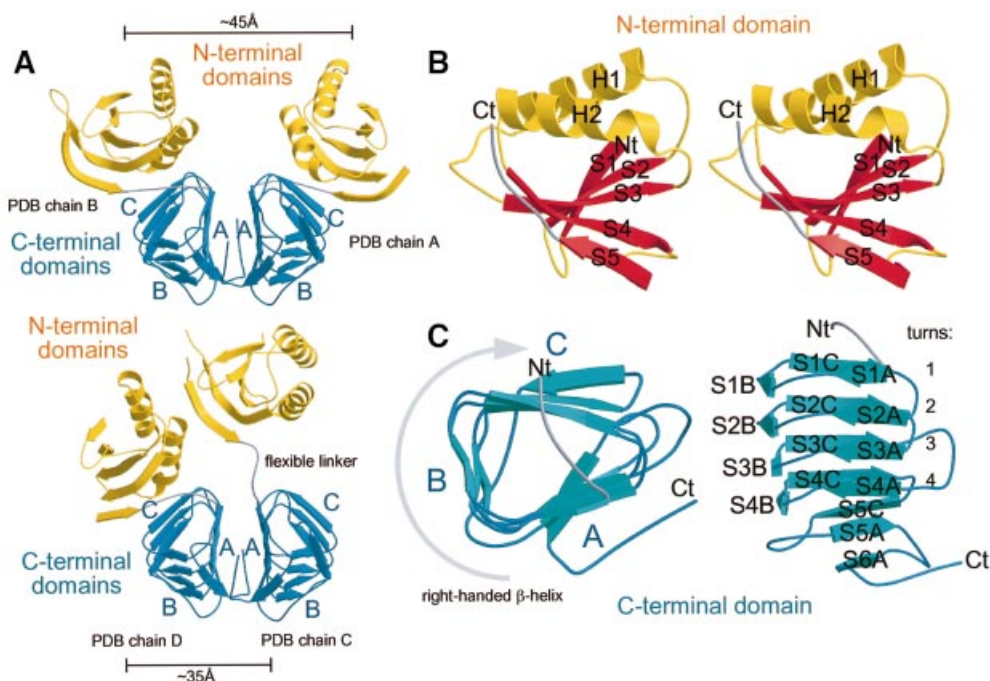 A
~45Å
N-terminal
domains
PDB chain B
C
A
A
C
PDB chain A
C-terminal
domains
B
B
N-terminal
domains
flexible linker
C
C
C-terminal
domains
A
A
B
B
PDB chain D
PDB chain C
~35Å
B
N-terminal domain
Ct
H1
H2
Nt
S1
S2
S3
S4
S5
Ct
H1
H2
Nt
S1
S2
S3
S4
S5
C
C
Nt
B
A
Ct
right-handed β-helix
Nt
turns:
S1C
S1A
1
S1B
S2C
S2A
2
S2B
S3C
S3A
3
S3B
S4C
S4A
4
S4B
S5C
S5A
S6A
Ct
C-terminal domain